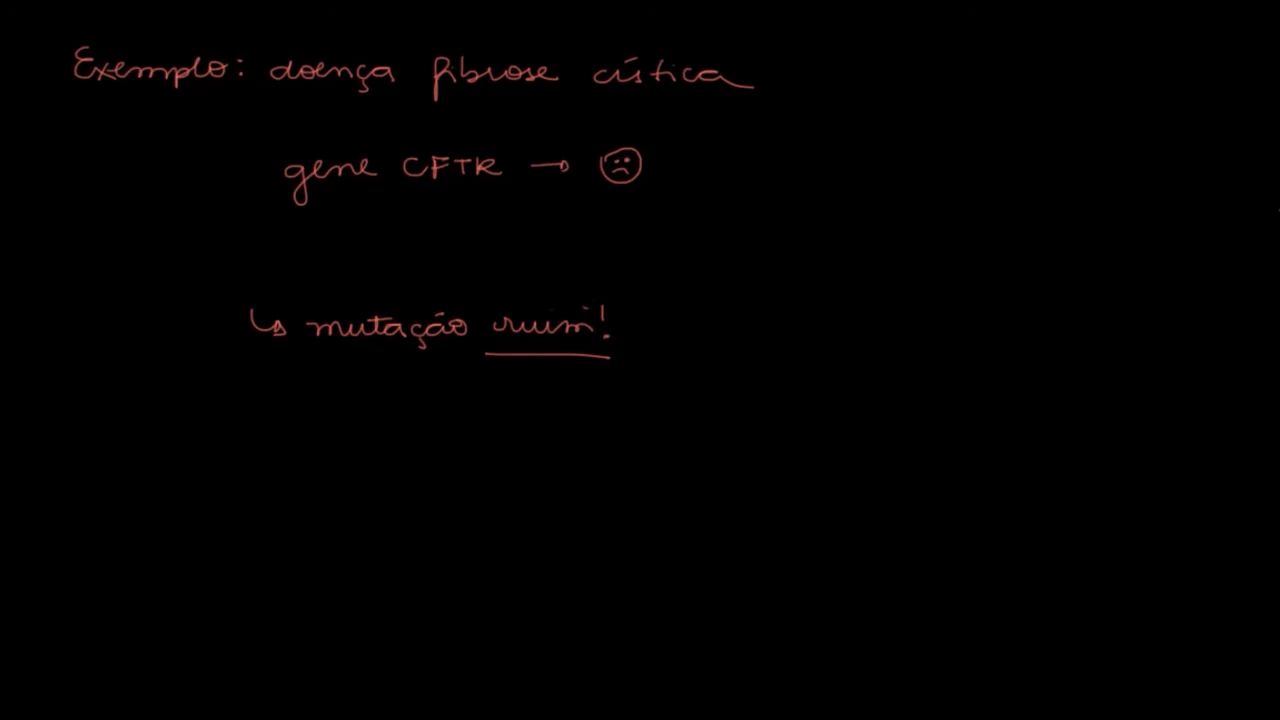 Exemplo: doença fibrose cística
gene CFTR → ☹
↳ mutação ruim!